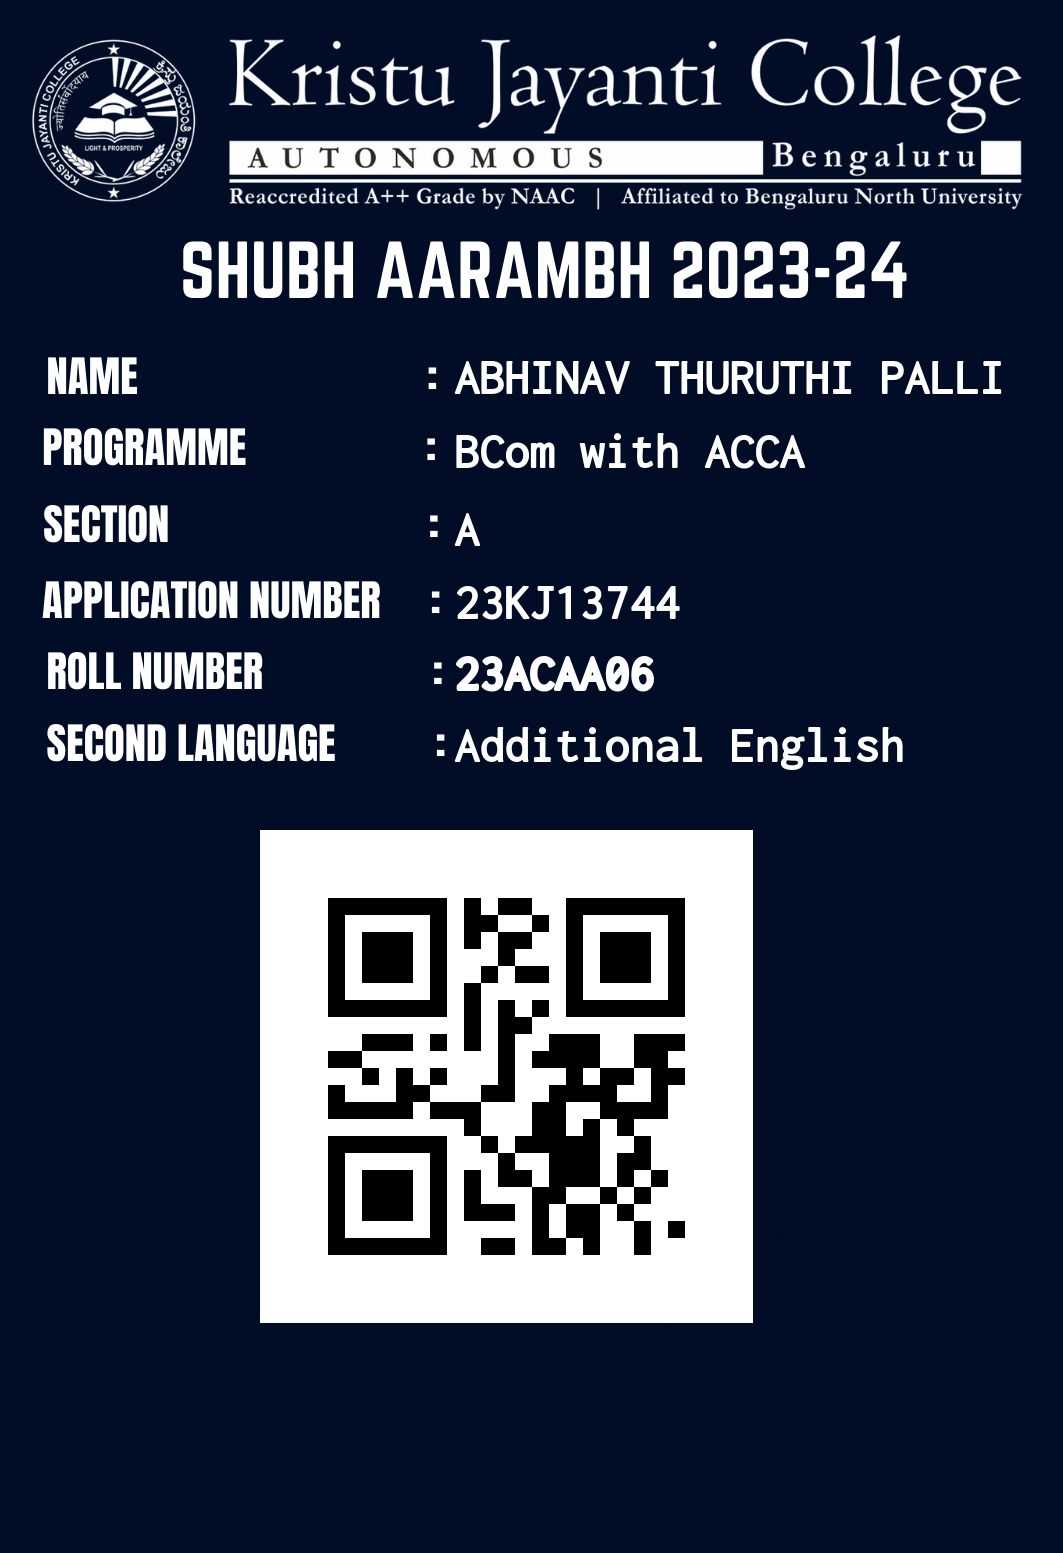 KRISTU JAYANTI COLLEGE
ಕ್ರಿಸ್ತು ಜಯಂತಿ ಕಾಲೇಜು
ज्योतिर्समृद्धियाय
LIGHT & PROSPERITY
Kristu Jayanti College
AUTONOMOUS Bengaluru
Reaccredited A++ Grade by NAAC | Affiliated to Bengaluru North University
SHUBH AARAMBH 2023-24
NAME : ABHINAV THURUTHI PALLI
PROGRAMME : BCom with ACCA
SECTION : A
APPLICATION NUMBER : 23KJ13744
ROLL NUMBER : 23ACAA06
SECOND LANGUAGE : Additional English